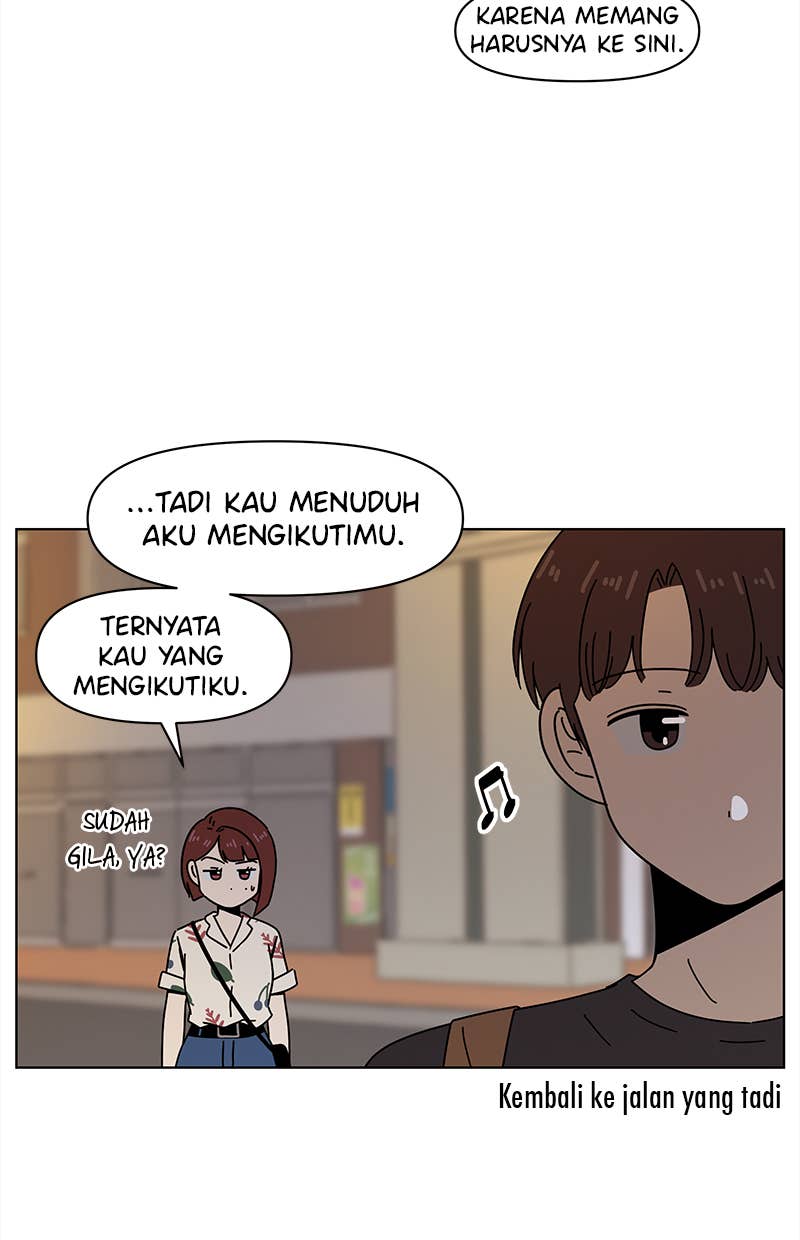 KARENA MEMANG
HARUSNYA KE SINI.
...TADI KAU MENUDUH
AKU MENGIKUTIMU.
TERNYATA
KAU YANG
MENGIKUTIKU.
SUDAH
GILA, YA?
Kembali ke jalan yang tadi